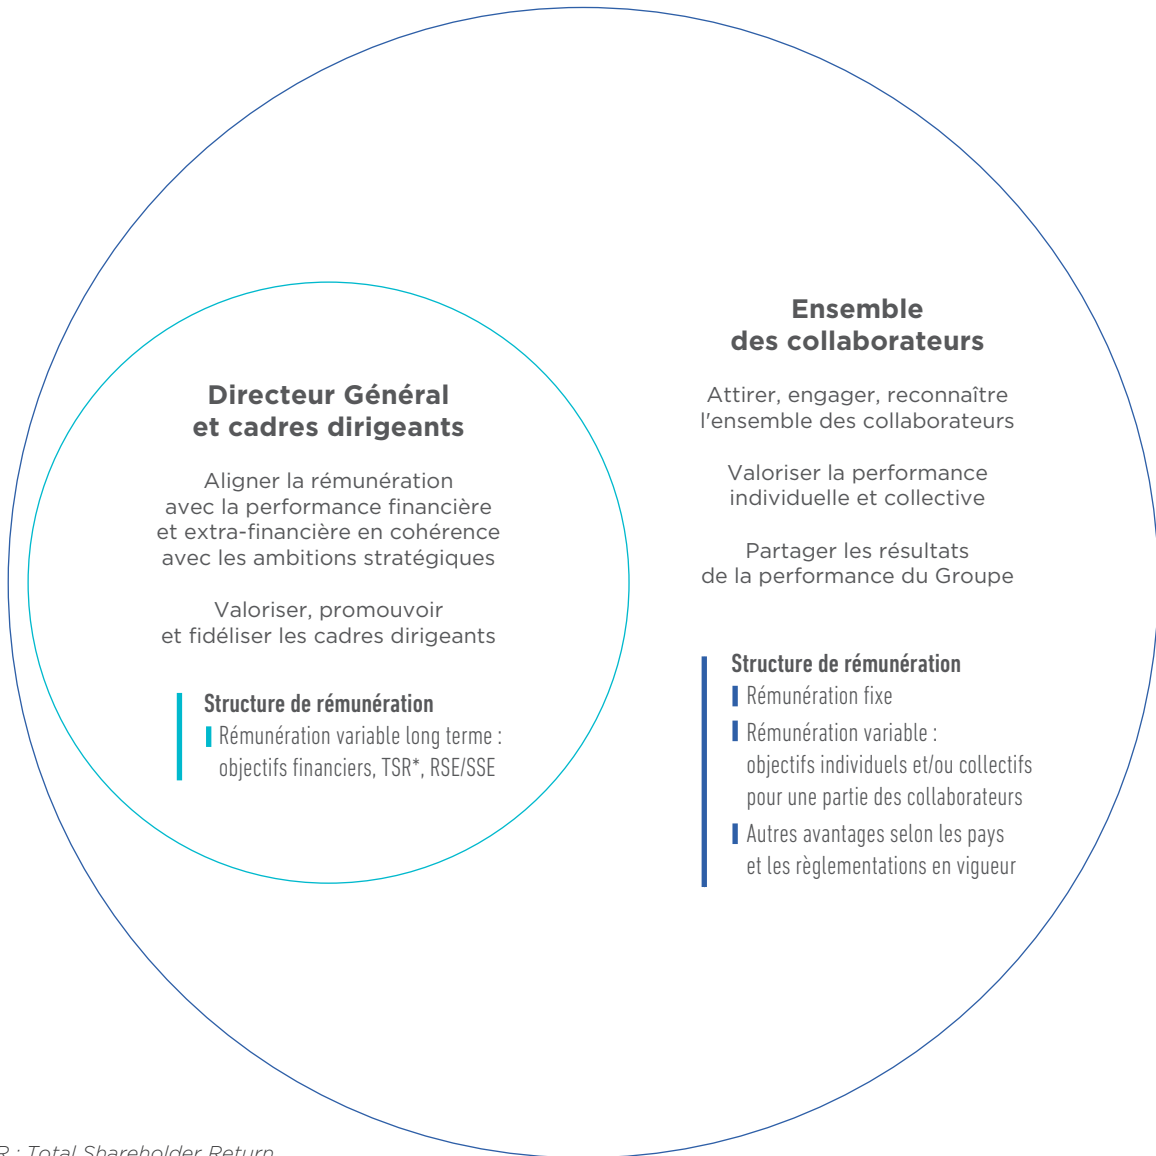 Directeur Général
et cadres dirigeants
Aligner la rémunération
avec la performance financière
et extra-financière en cohérence
avec les ambitions stratégiques
Valoriser, promouvoir
et fidéliser les cadres dirigeants
Structure de rémunération
Rémunération variable long terme :
objectifs financiers, TSR*, RSE/SSE
Ensemble
des collaborateurs
Attirer, engager, reconnaître
l'ensemble des collaborateurs
Valoriser la performance
individuelle et collective
Partager les résultats
de la performance du Groupe
Structure de rémunération
Rémunération fixe
Rémunération variable :
objectifs individuels et/ou collectifs
pour une partie des collaborateurs
Autres avantages selon les pays
et les règlementations en vigueur
R : Total Shareholder Return